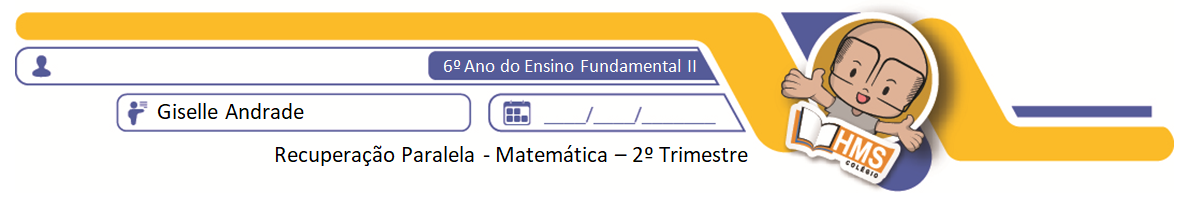 6º Ano do Ensino Fundamental II
Giselle Andrade
____/____/_______
Recuperação Paralela - Matemática – 2º Trimestre
HMS
COLÉGIO